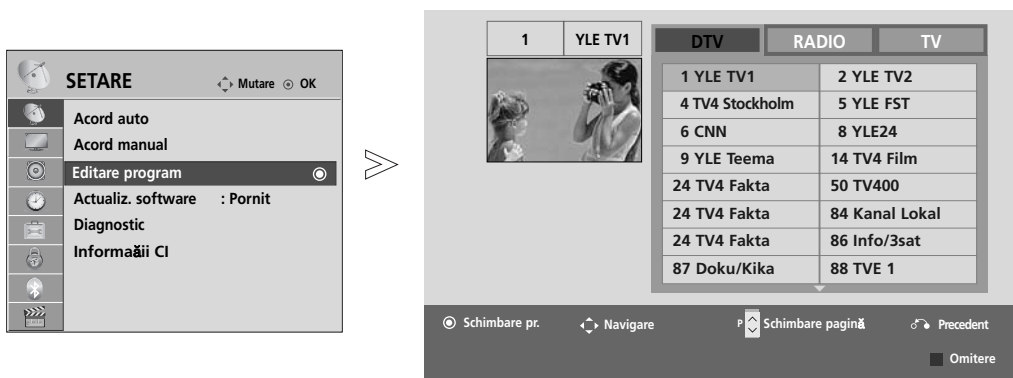 SETARE Mutare OK
Acord auto
Acord manual
Editare program
Actualiz. software : Pornit
Diagnostic
Informaăii CI
1 YLE TV1
DTV RADIO TV
1 YLE TV1 2 YLE TV2
4 TV4 Stockholm 5 YLE FST
6 CNN 8 YLE24
9 YLE Teema 14 TV4 Film
24 TV4 Fakta 50 TV400
24 TV4 Fakta 84 Kanal Lokal
24 TV4 Fakta 86 Info/3sat
87 Doku/Kika 88 TVE 1
Schimbare pr. Navigare P Schimbare pagină Precedent
Omitere